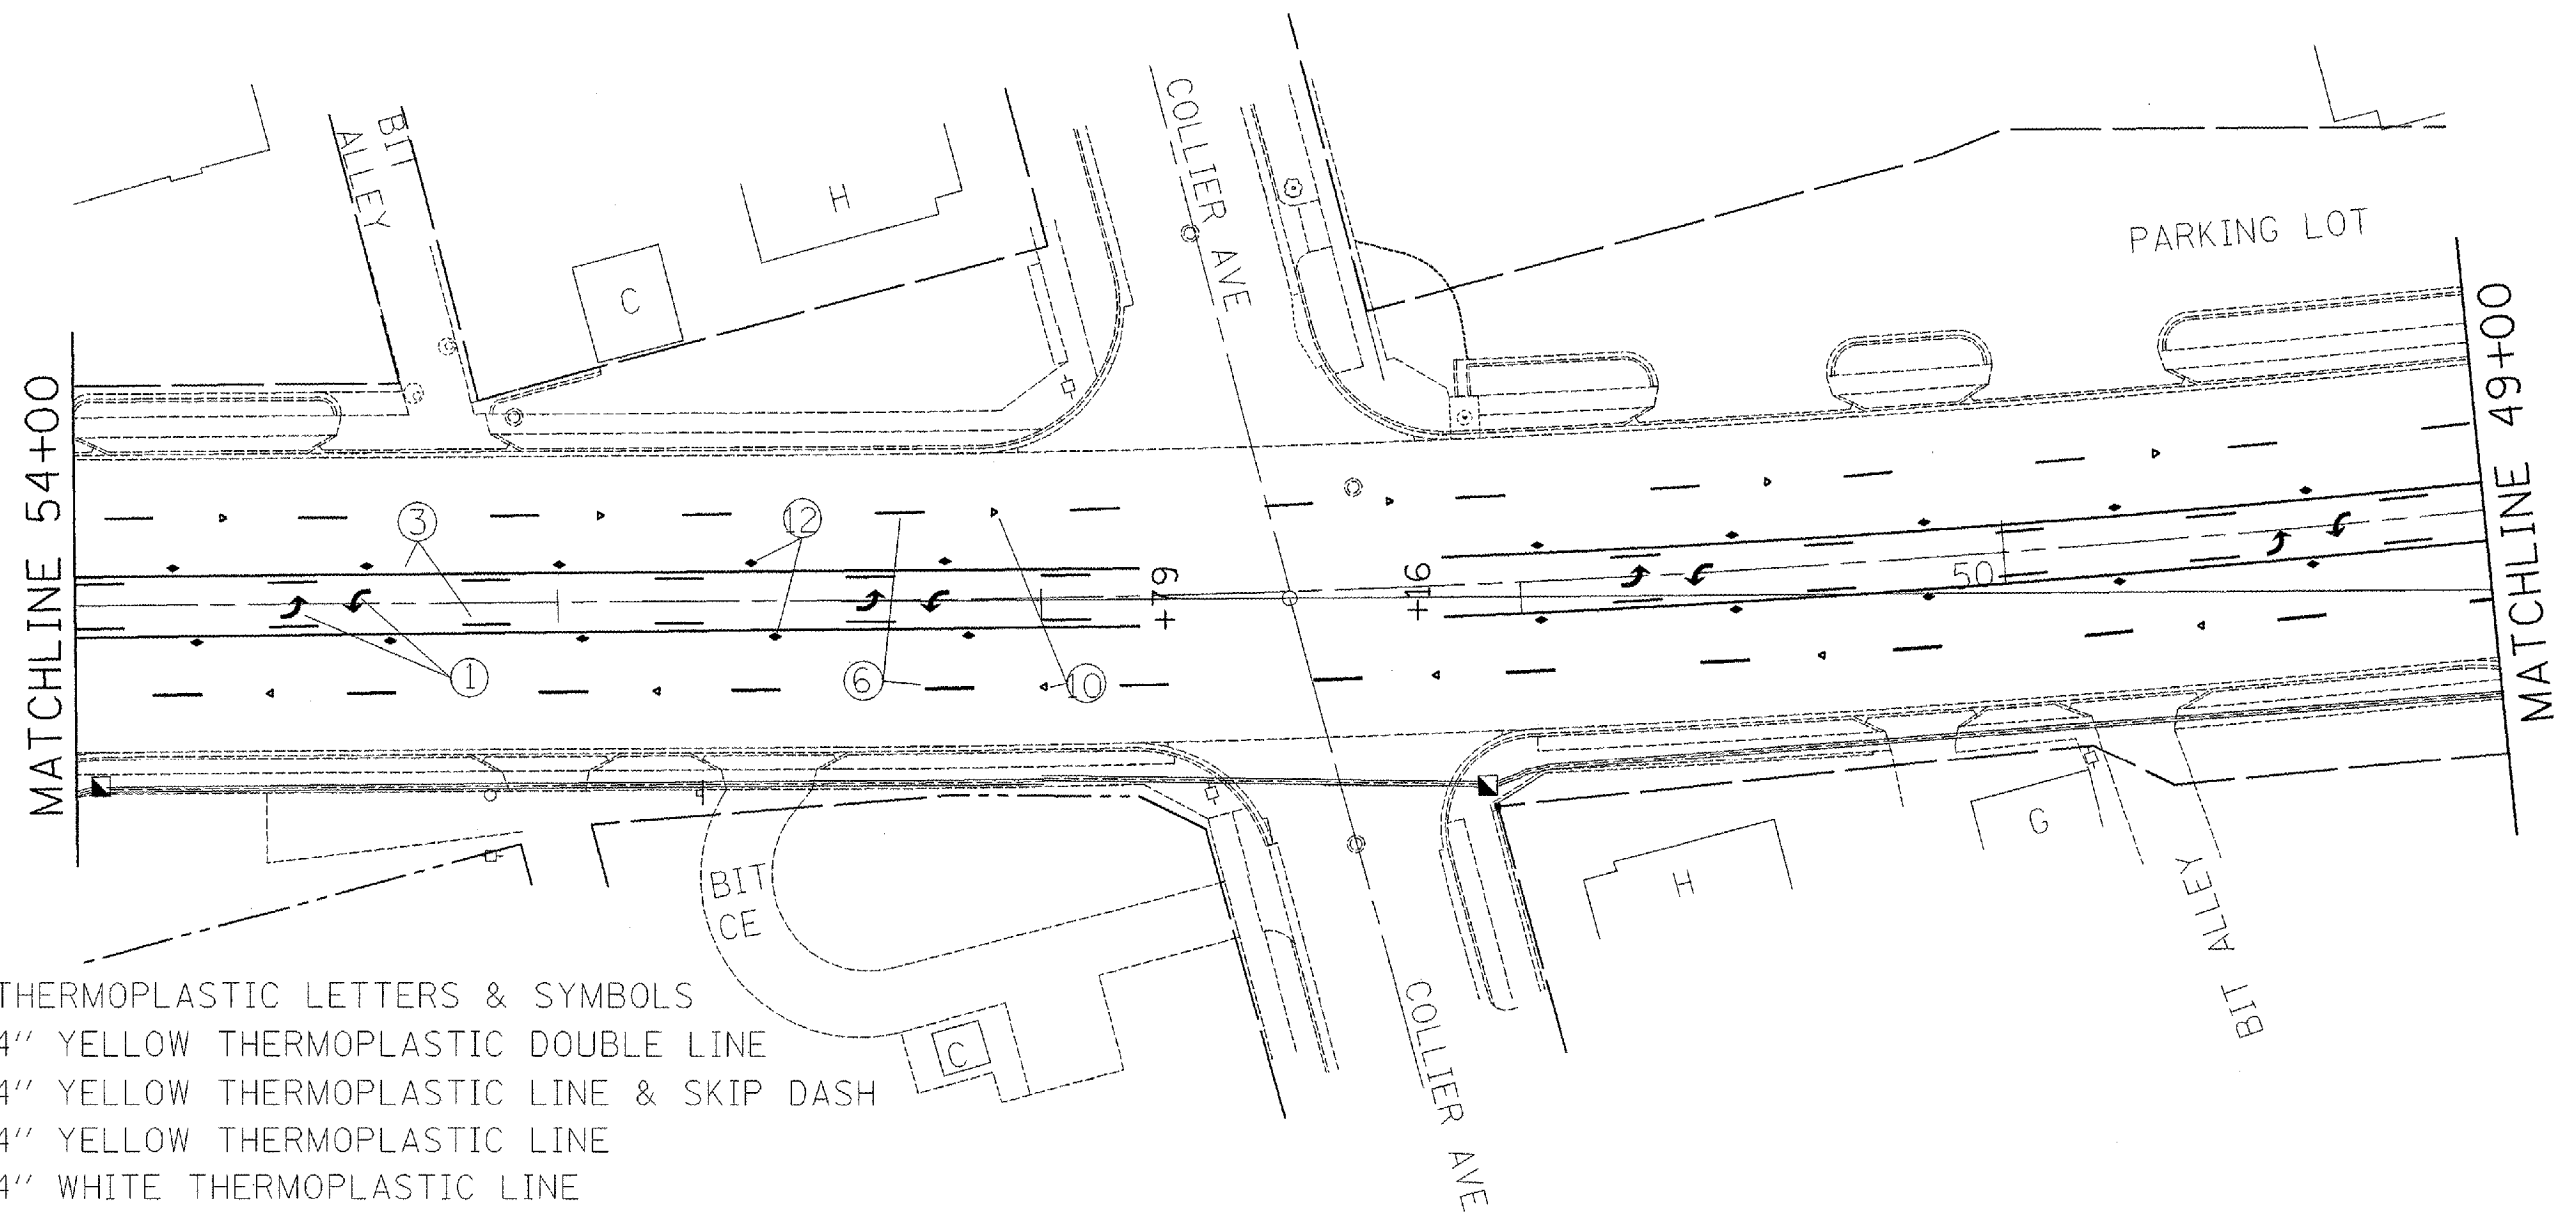 COLLIER AVE
BIT
ALLEY
H
C
PARKING LOT
MATCHLINE 54+00
MATCHLINE 49+00
3
12
+79
+16
50
1
6
10
BIT
CE
H
G
BIT ALLEY
C
COLLIER AVE
THERMOPLASTIC LETTERS & SYMBOLS
4" YELLOW THERMOPLASTIC DOUBLE LINE
4" YELLOW THERMOPLASTIC LINE & SKIP DASH
4" YELLOW THERMOPLASTIC LINE
4" WHITE THERMOPLASTIC LINE